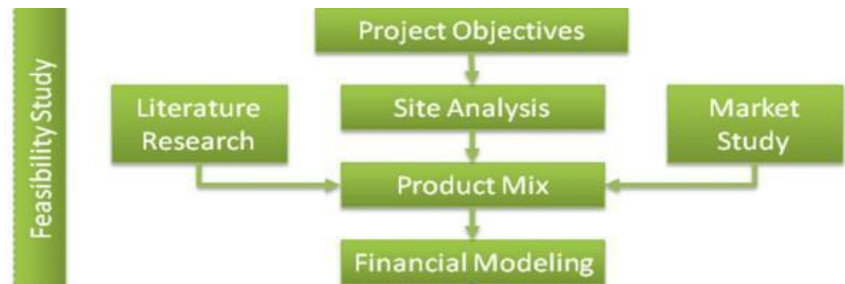 Feasibility Study
Project Objectives
Literature
Research
Site Analysis
Market
Study
Product Mix
Financial Modeling